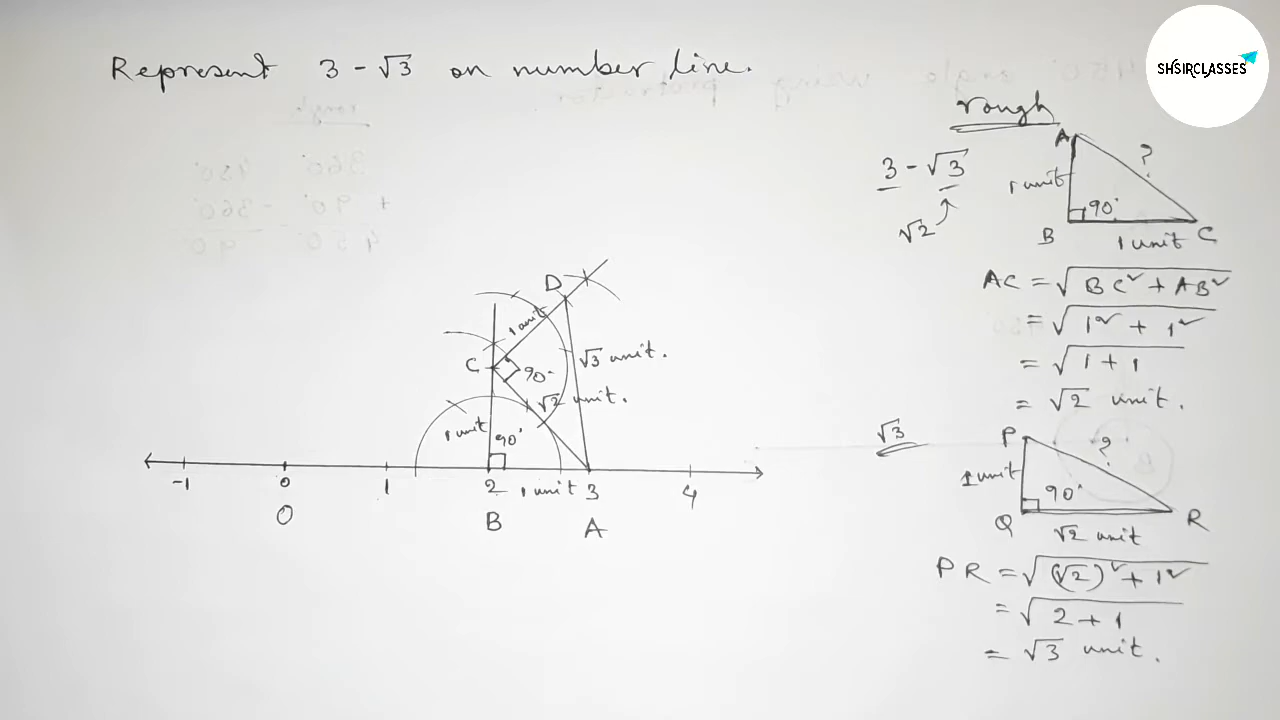 Represent 3 - √3 on number line.
SHSIRCLASSES
rough
3 - √3
√2
A
?
1 unit
90°
B
1 unit C
AC = √BC² + AB²
= √1² + 1²
= √1 + 1
= √2 unit.
√3
P
?
1 unit
90°
Q
R
√2 unit
PR = √(√2)² + 1²
= √2 + 1
= √3 unit.
D
1 unit
√3 unit.
C
90°
√2 unit.
1 unit
90°
-1 0 1 2 1 unit 3 4
O B A